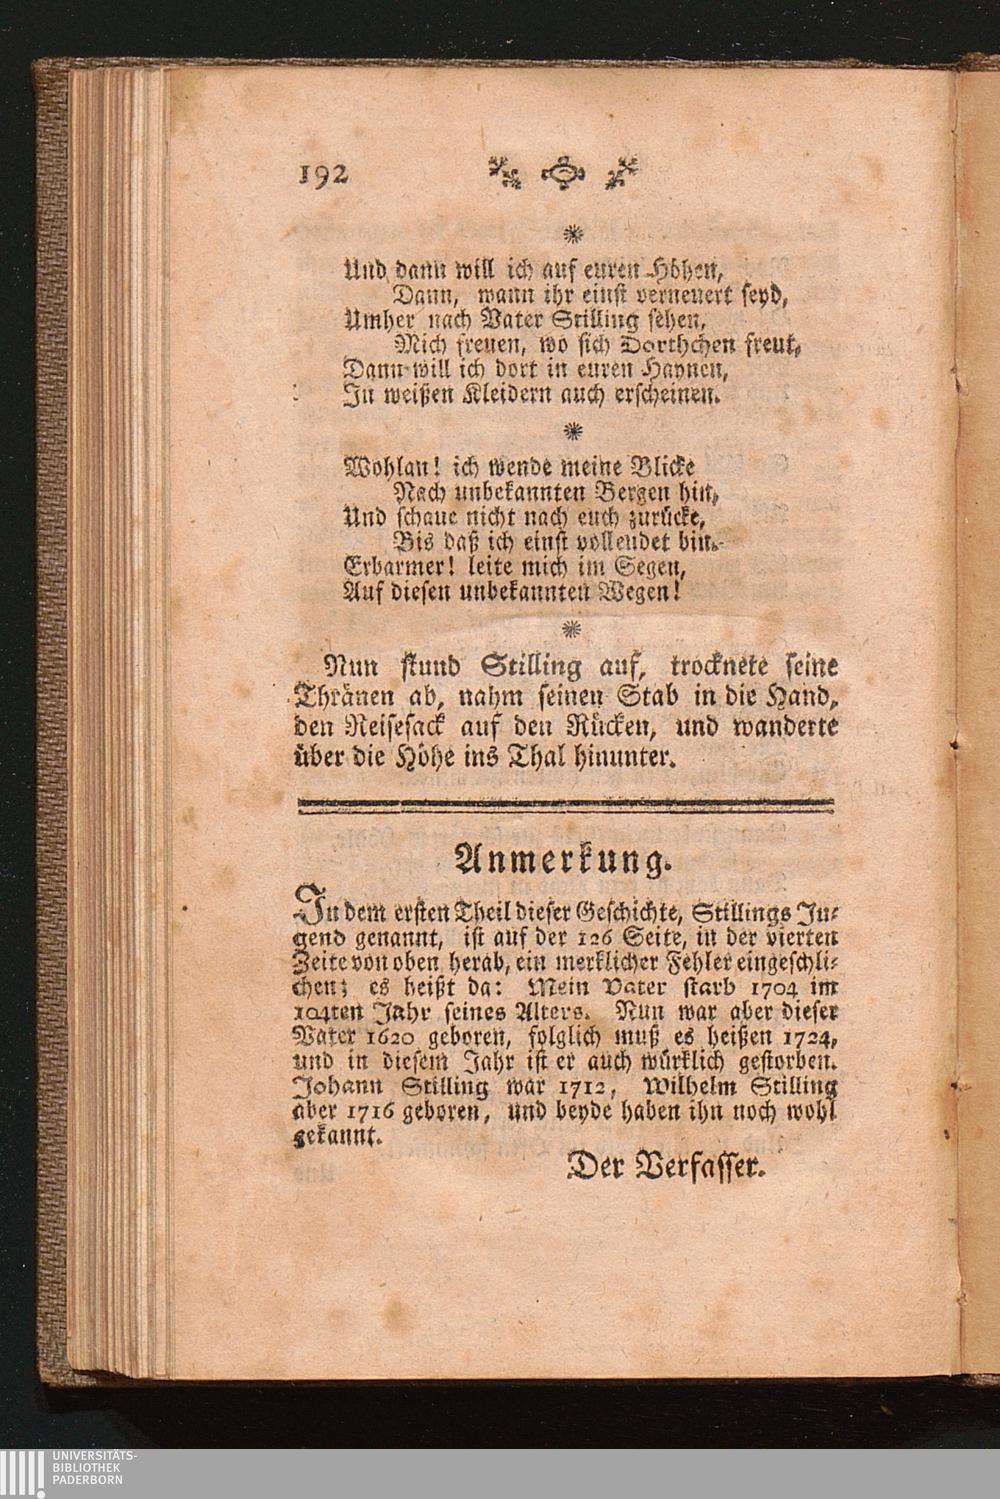 192
Und dann will ich auf euren Höhen,
Dann, wann ihr einst verneuert seyd,
Umher nach Vater Stilling sehen,
Mich freuen, wo sich Dorthchen freut,
Dann will ich dort in euren Haynen,
In weißen Kleidern auch erscheinen.
Wohlan! ich wende meine Blicke
Nach unbekannten Bergen hin,
Und schaue nicht nach euch zurücke,
Bis daß ich einst vollendet bin.
Erbarmer! leite mich im Segen,
Auf diesen unbekannten Wegen!
Nun stund Stilling auf, trocknete seine
Thränen ab, nahm seinen Stab in die Hand,
den Reisesack auf den Rücken, und wanderte
über die Höhe ins Thal hinunter.
Anmerkung.
In dem ersten Theil dieser Geschichte, Stillings Ju-
gend genannt, ist auf der 126 Seite, in der vierten
Zeite von oben herab, ein merklicher Fehler eingeschli-
chen; es heißt da: Mein Vater starb 1704 im
104ten Jahr seines Alters. Nun war aber dieser
Vater 1620 geboren, folglich muß es heißen 1724,
und in diesem Jahr ist er auch würklich gestorben.
Johann Stilling war 1712, Wilhelm Stilling
aber 1716 geboren, und beyde haben ihn noch wohl
gekannt.
Der Verfasser.
UNIVERSITÄTS-
BIBLIOTHEK
PADERBORN